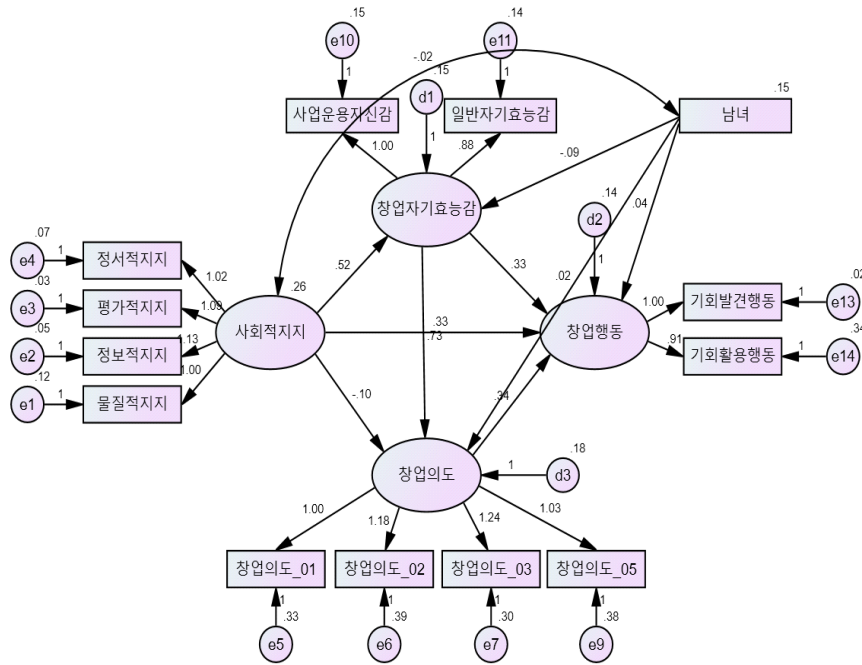 .15
e10
1
.14
e11
1
-.02
.15
d1
1
.15
남녀
사업운용자신감
일반자기효능감
1.00
.88
-.09
창업자기효능감
.14
d2
1
.04
.07
e4
1
정서적지지
1.02
.03
e3
1
평가적지지
1.09
.05
e2
1
정보적지지
1.13
.12
e1
1
물질적지지
1.00
.26
사회적지지
.52
.33
.02
.33
.73
창업행동
1.00
기회발견행동
1
e13
.02
.91
기회활용행동
1
e14
.34
-.10
.34
창업의도
1
d3
.18
1.00
1.18
1.24
1.03
창업의도_01
창업의도_02
창업의도_03
창업의도_05
1
.33
e5
1
.39
e6
1
.30
e7
1
.38
e9